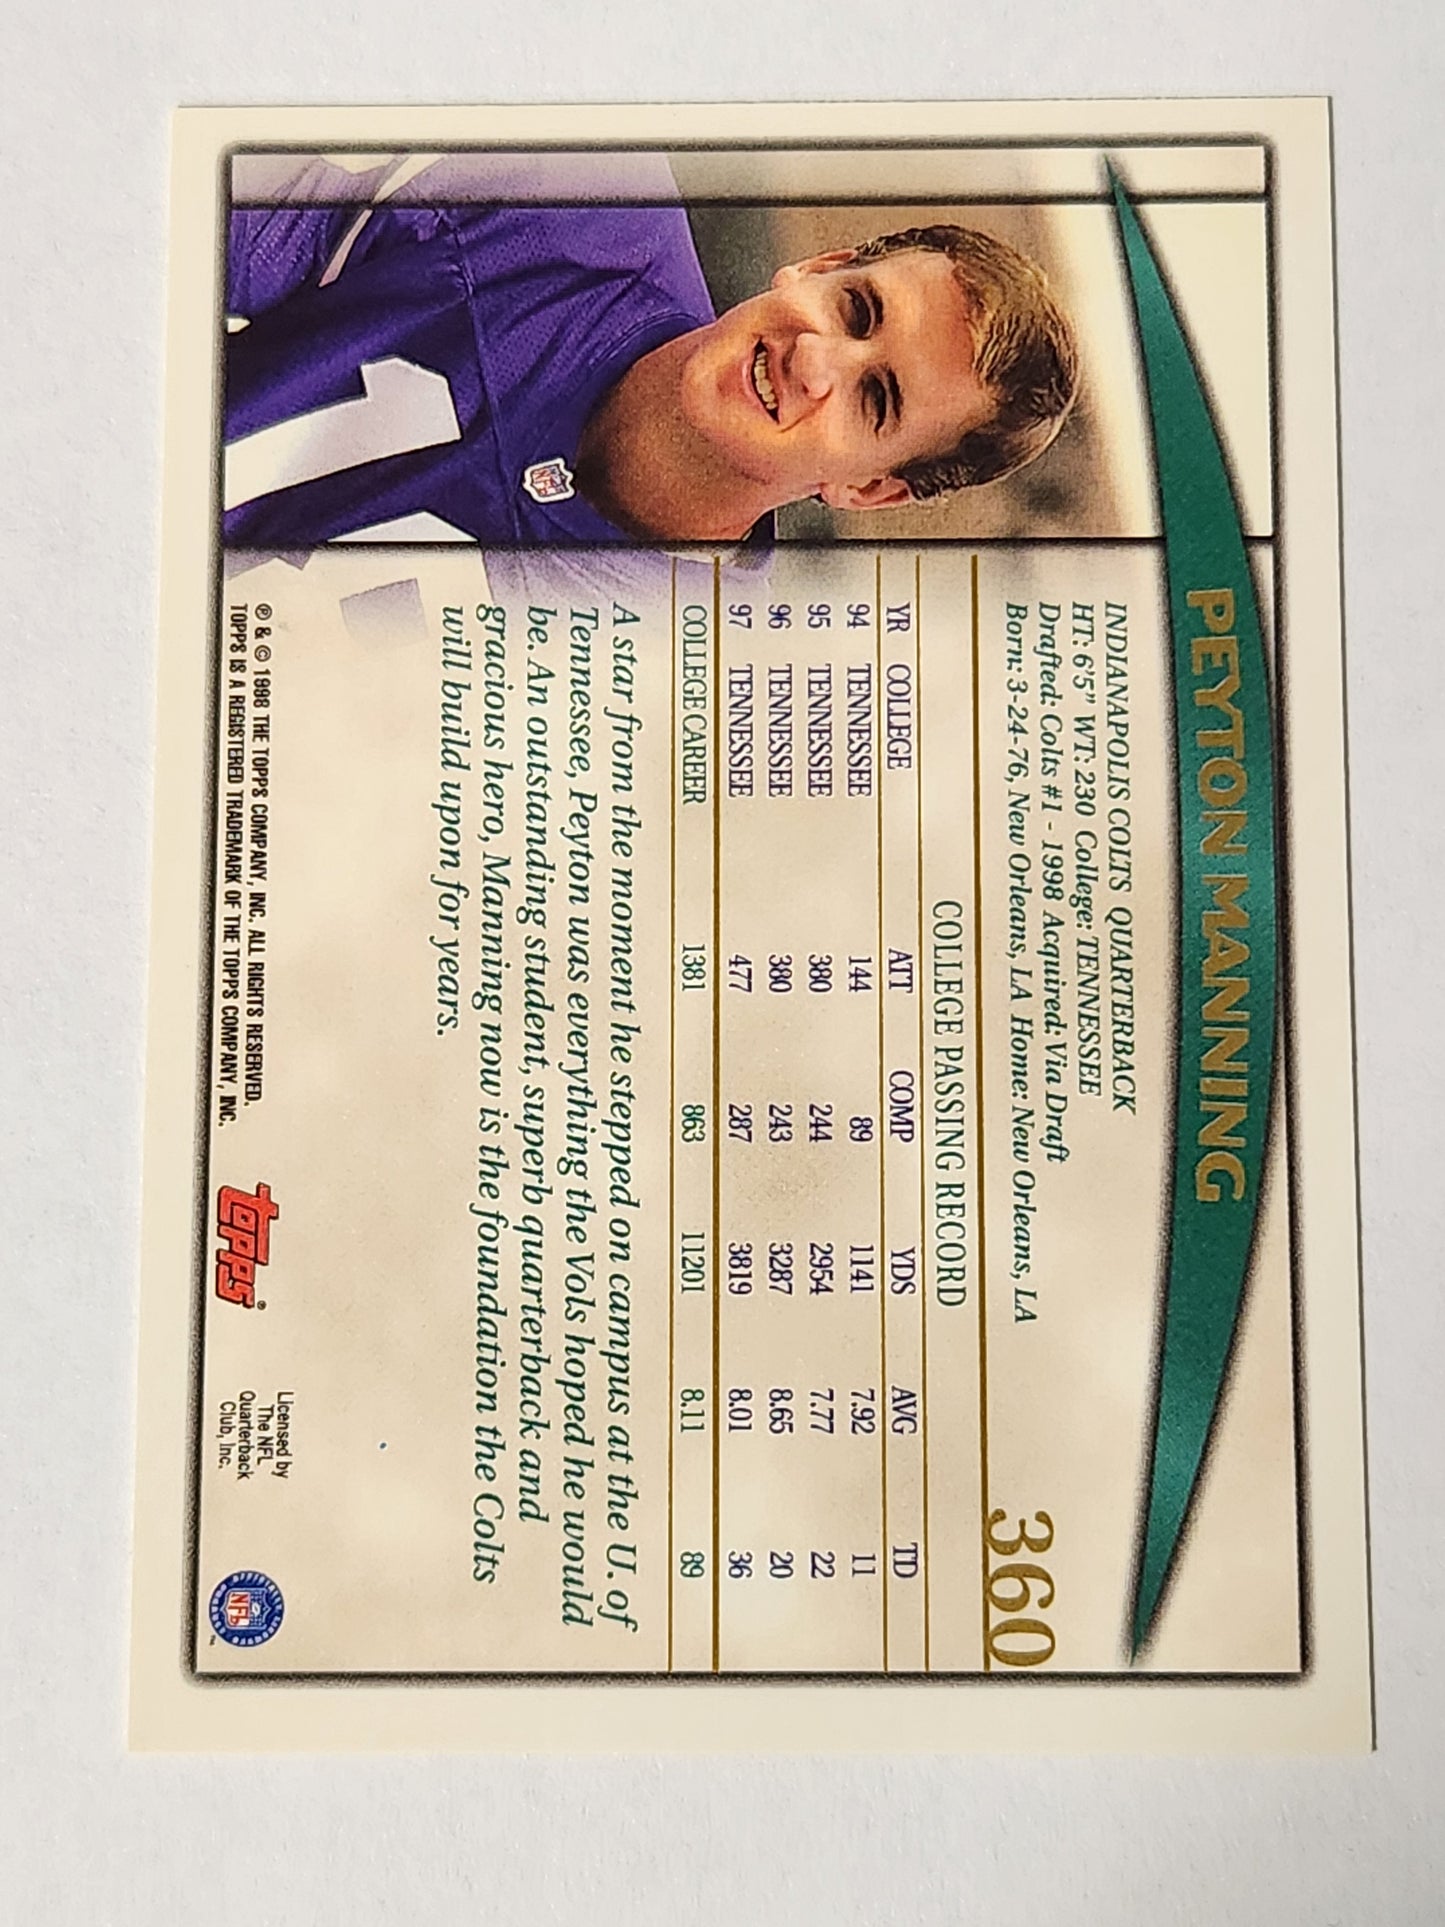 PEYTON MANNING
INDIANAPOLIS COLTS QUARTERBACK
HT: 6'5" WT: 230 College: TENNESSEE
Drafted: Colts #1 - 1998 Acquired: Via Draft
Born: 3-24-76, New Orleans, LA Home: New Orleans, LA
360
COLLEGE PASSING RECORD
YR COLLEGE ATT COMP YDS AVG TD
94 TENNESSEE 144 89 1141 7.92 11
95 TENNESSEE 380 244 2954 7.77 22
96 TENNESSEE 380 243 3287 8.65 20
97 TENNESSEE 477 287 3819 8.01 36
COLLEGE CAREER 1381 863 11201 8.11 89
A star from the moment he stepped on campus at the U. of
Tennessee, Peyton was everything the Vols hoped he would
be. An outstanding student, superb quarterback and
gracious hero, Manning now is the foundation the Colts
will build upon for years.
℗ & © 1998 THE TOPPS COMPANY, INC. ALL RIGHTS RESERVED.
TOPPS IS A REGISTERED TRADEMARK OF THE TOPPS COMPANY, INC.
topps®
Licensed by
The NFL
Quarterback
Club, Inc.
NFL
NFL
1